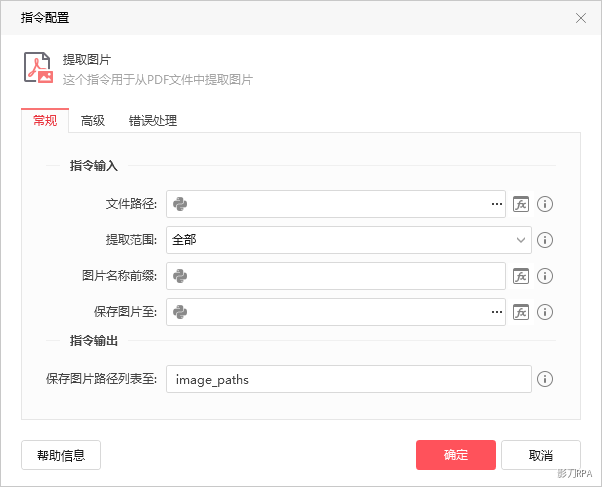 指令配置
提取图片
这个指令用于从PDF文件中提取图片
常规 高级 错误处理
指令输入
文件路径: ... fx
提取范围: 全部
图片名称前缀: fx
保存图片至: ... fx
指令输出
保存图片路径列表至: image_paths
帮助信息 确定 取消
影刀RPA